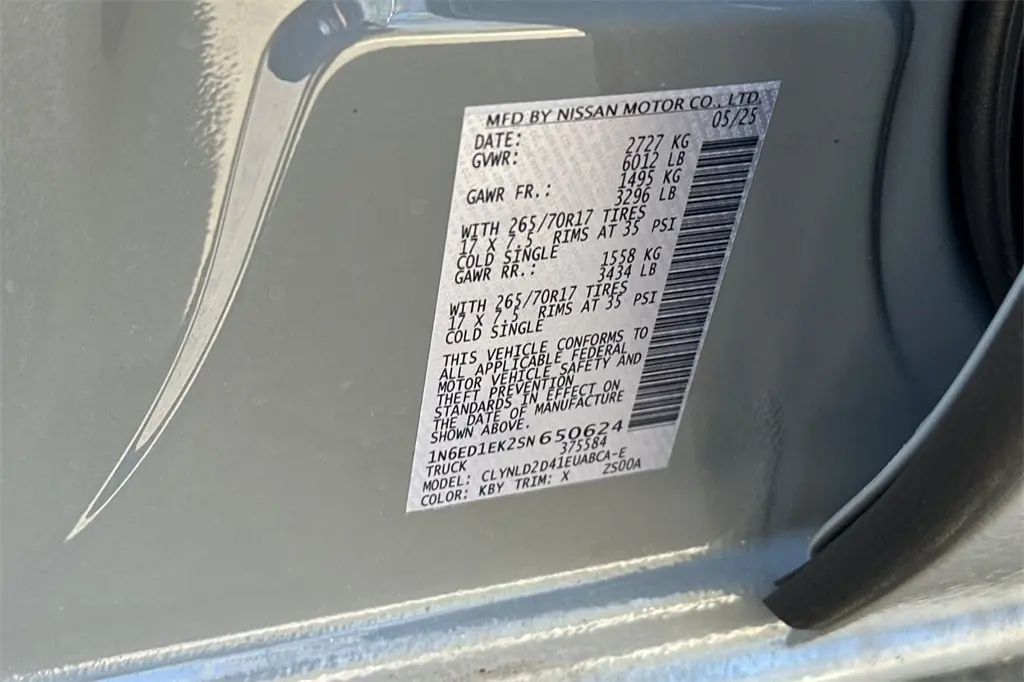 MFD BY NISSAN MOTOR CO., LTD.
DATE: 05/25
GVWR: 2727 KG
6012 LB
GAWR FR.: 1495 KG
3296 LB
WITH 265/70R17 TIRES
17 X 7.5 RIMS AT 35 PSI
COLD SINGLE
GAWR RR.: 1558 KG
3434 LB
WITH 265/70R17 TIRES
17 X 7.5 RIMS AT 35 PSI
COLD SINGLE
THIS VEHICLE CONFORMS TO
ALL APPLICABLE FEDERAL
MOTOR VEHICLE SAFETY AND
THEFT PREVENTION
STANDARDS IN EFFECT ON
THE DATE OF MANUFACTURE
SHOWN ABOVE.
1N6ED1EK2SN650624
TRUCK 375584
MODEL: CLYNLD2D41EUABCA-E
COLOR: KBY TRIM: X ZS00A